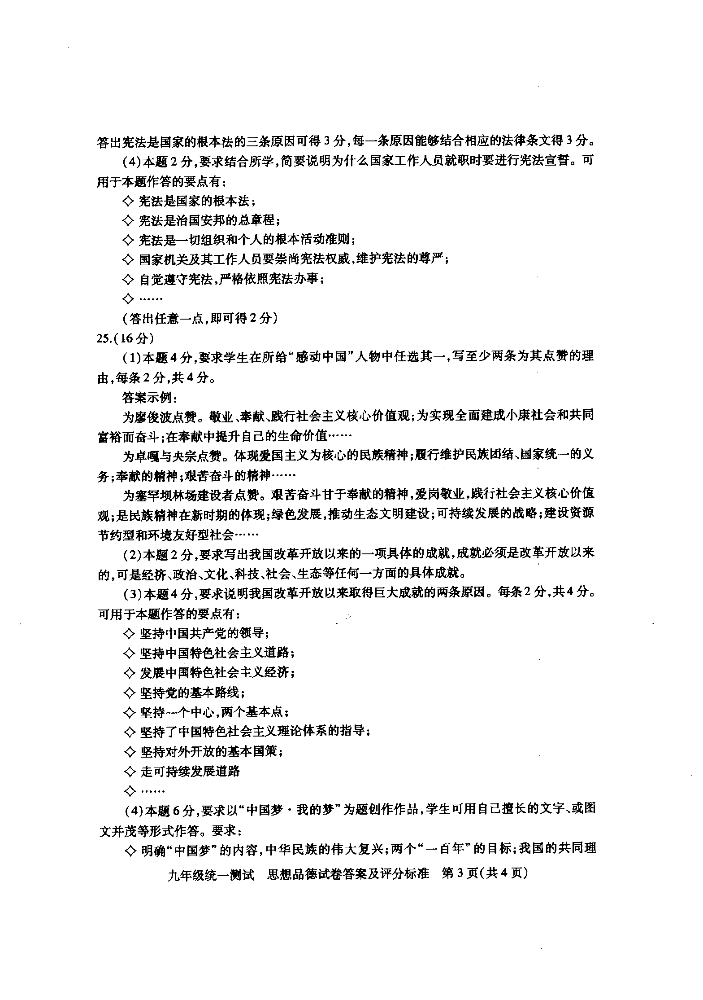 答出宪法是国家的根本法的三条原因可得3分,每一条原因能够结合相应的法律条文得3分。
(4)本题2分,要求结合所学,简要说明为什么国家工作人员就职时要进行宪法宣誓。可
用于本题作答的要点有:
◇ 宪法是国家的根本法;
◇ 宪法是治国安邦的总章程;
◇ 宪法是一切组织和个人的根本活动准则;
◇ 国家机关及其工作人员要崇尚宪法权威,维护宪法的尊严;
◇ 自觉遵守宪法,严格依照宪法办事;
◇ ……
(答出任意一点,即可得2分)
25.(16分)
(1)本题4分,要求学生在所给“感动中国”人物中任选其一,写至少两条为其点赞的理
由,每条2分,共4分。
答案示例:
为廖俊波点赞。敬业、奉献、践行社会主义核心价值观;为实现全面建成小康社会和共同
富裕而奋斗;在奉献中提升自己的生命价值……
为卓嘎与央宗点赞。体现爱国主义为核心的民族精神;履行维护民族团结、国家统一的义
务;奉献的精神;艰苦奋斗的精神……
为塞罕坝林场建设者点赞。艰苦奋斗甘于奉献的精神,爱岗敬业,践行社会主义核心价值
观;是民族精神在新时期的体现;绿色发展,推动生态文明建设;可持续发展的战略;建设资源
节约型和环境友好型社会……
(2)本题2分,要求写出我国改革开放以来的一项具体的成就,成就必须是改革开放以来
的,可是经济、政治、文化、科技、社会、生态等任何一方面的具体成就。
(3)本题4分,要求说明我国改革开放以来取得巨大成就的两条原因。每条2分,共4分。
可用于本题作答的要点有:
◇ 坚持中国共产党的领导;
◇ 坚持中国特色社会主义道路;
◇ 发展中国特色社会主义经济;
◇ 坚持党的基本路线;
◇ 坚持一个中心,两个基本点;
◇ 坚持了中国特色社会主义理论体系的指导;
◇ 坚持对外开放的基本国策;
◇ 走可持续发展道路
◇ ……
(4)本题6分,要求以“中国梦·我的梦”为题创作作品,学生可用自己擅长的文字、或图
文并茂等形式作答。要求:
◇ 明确“中国梦”的内容,中华民族的伟大复兴;两个“一百年”的目标;我国的共同理
九年级统一测试 思想品德试卷答案及评分标准 第3页(共4页)